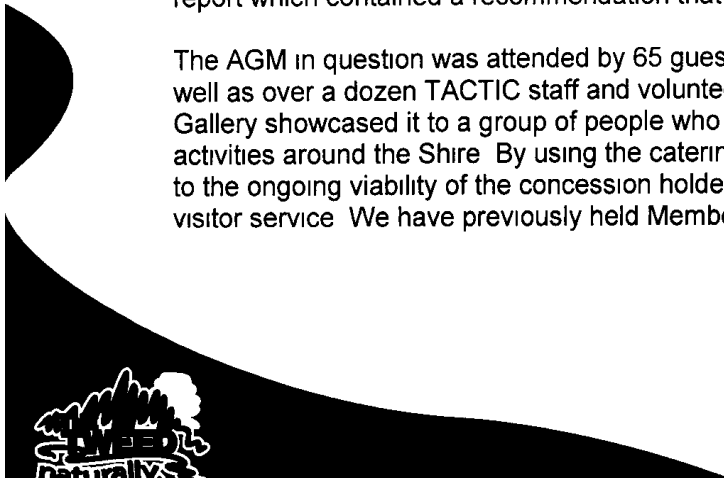 report which contained a recommendation that
The AGM in question was attended by 65 gues
well as over a dozen TACTIC staff and volunte
Gallery showcased it to a group of people who
activities around the Shire By using the caterin
to the ongoing viability of the concession holde
visitor service We have previously held Membe
TWEED
naturally